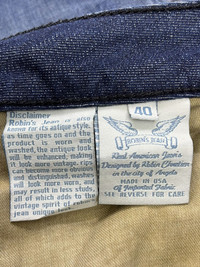 Disclaimer
Robin's Jean is also
known for its antique style,
as time goes on and the
product is worn and
washed, the antique look
will be enhanced, making
it look more vintage. rips
can become more obvious
and distinguished. washes
will look more worn, and
may result in less studs,
all of which adds to the
vintage spirit of
jean unique
40
ROBIN'S JEAN
Real American Jean's
Designed By Robin Chretien
in the city of Angels
MADE IN USA
Of Imported Fabric
SEE REVERSE FOR CARE